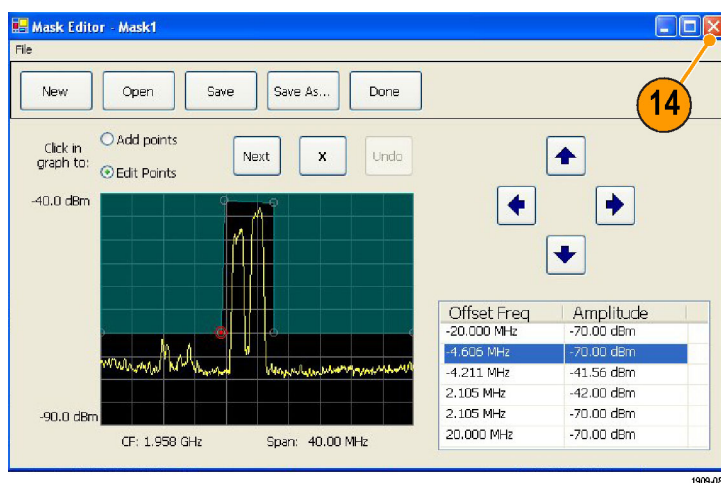 Mask Editor - Mask1
File
New Open Save Save As... Done
14
Click in graph to:
Add points
Edit Points
Next X Undo
-40.0 dBm
-90.0 dBm
CF: 1.958 GHz Span: 40.00 MHz
Offset Freq Amplitude
-20.000 MHz -70.00 dBm
-4.606 MHz -70.00 dBm
-4.211 MHz -41.56 dBm
2.105 MHz -42.00 dBm
2.105 MHz -70.00 dBm
20.000 MHz -70.00 dBm